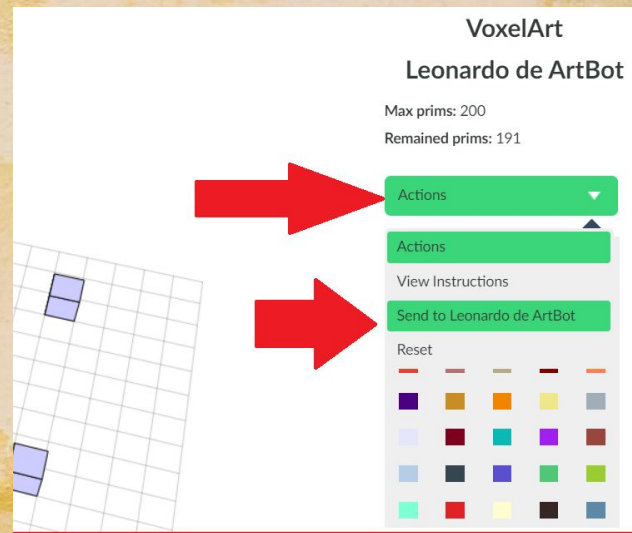 VoxelArt
Leonardo de ArtBot
Max prims: 200
Remained prims: 191
Actions
Actions
View Instructions
Send to Leonardo de ArtBot
Reset